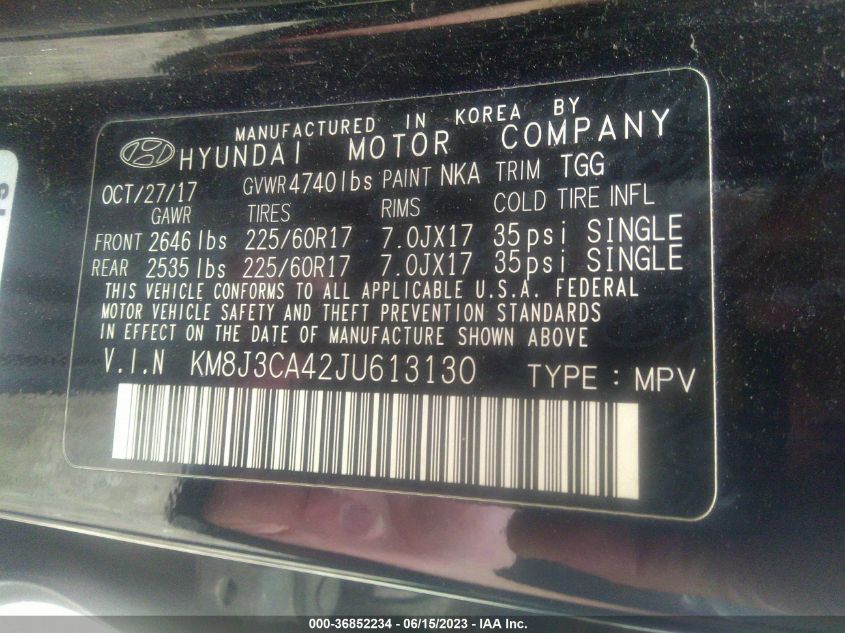 MANUFACTURED IN KOREA BY
HYUNDAI MOTOR COMPANY
OCT/27/17 GVWR 4740lbs PAINT NKA TRIM TGG
GAWR TIRES RIMS COLD TIRE INFL
FRONT 2646 lbs 225/60R17 7.0JX17 35psi SINGLE
REAR 2535 lbs 225/60R17 7.0JX17 35psi SINGLE
THIS VEHICLE CONFORMS TO ALL APPLICABLE U.S.A. FEDERAL
MOTOR VEHICLE SAFETY AND THEFT PREVENTION STANDARDS
IN EFFECT ON THE DATE OF MANUFACTURE SHOWN ABOVE
V.I.N KM8J3CA42JU613130 TYPE : MPV
000-36852234 - 06/15/2023 - IAA Inc.